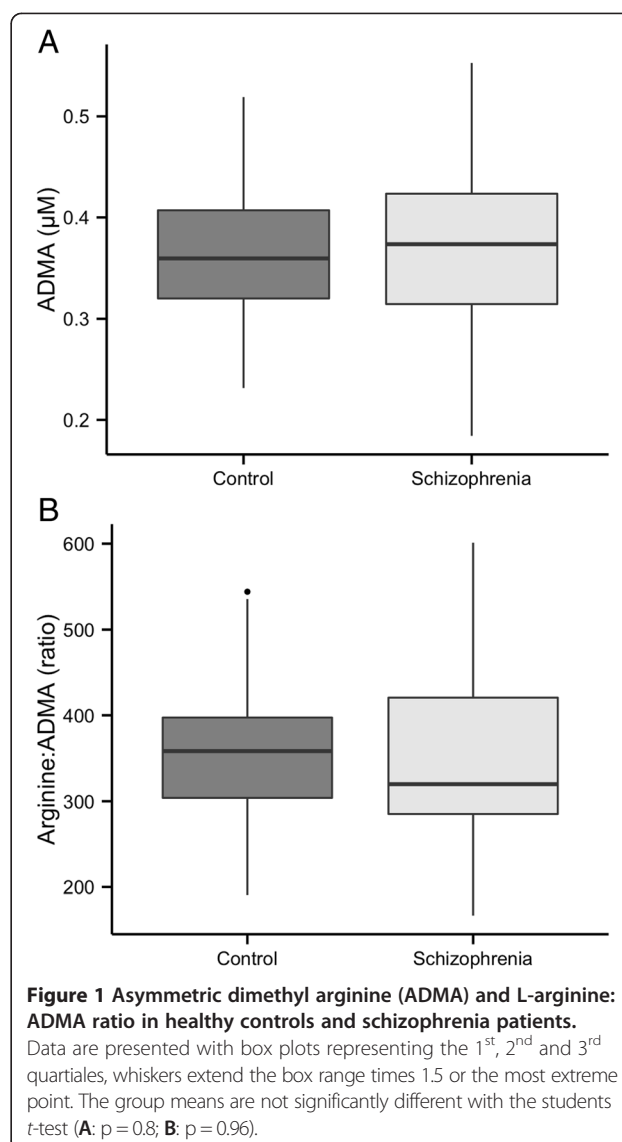 A
ADMA (µM)
0.5
0.4
0.3
0.2
Control Schizophrenia
B
Arginine:ADMA (ratio)
600
500
400
300
200
Control Schizophrenia
Figure 1 Asymmetric dimethyl arginine (ADMA) and L-arginine:
ADMA ratio in healthy controls and schizophrenia patients.
Data are presented with box plots representing the 1st, 2nd and 3rd
quartiales, whiskers extend the box range times 1.5 or the most extreme
point. The group means are not significantly different with the students
t-test (A: p = 0.8; B: p = 0.96).